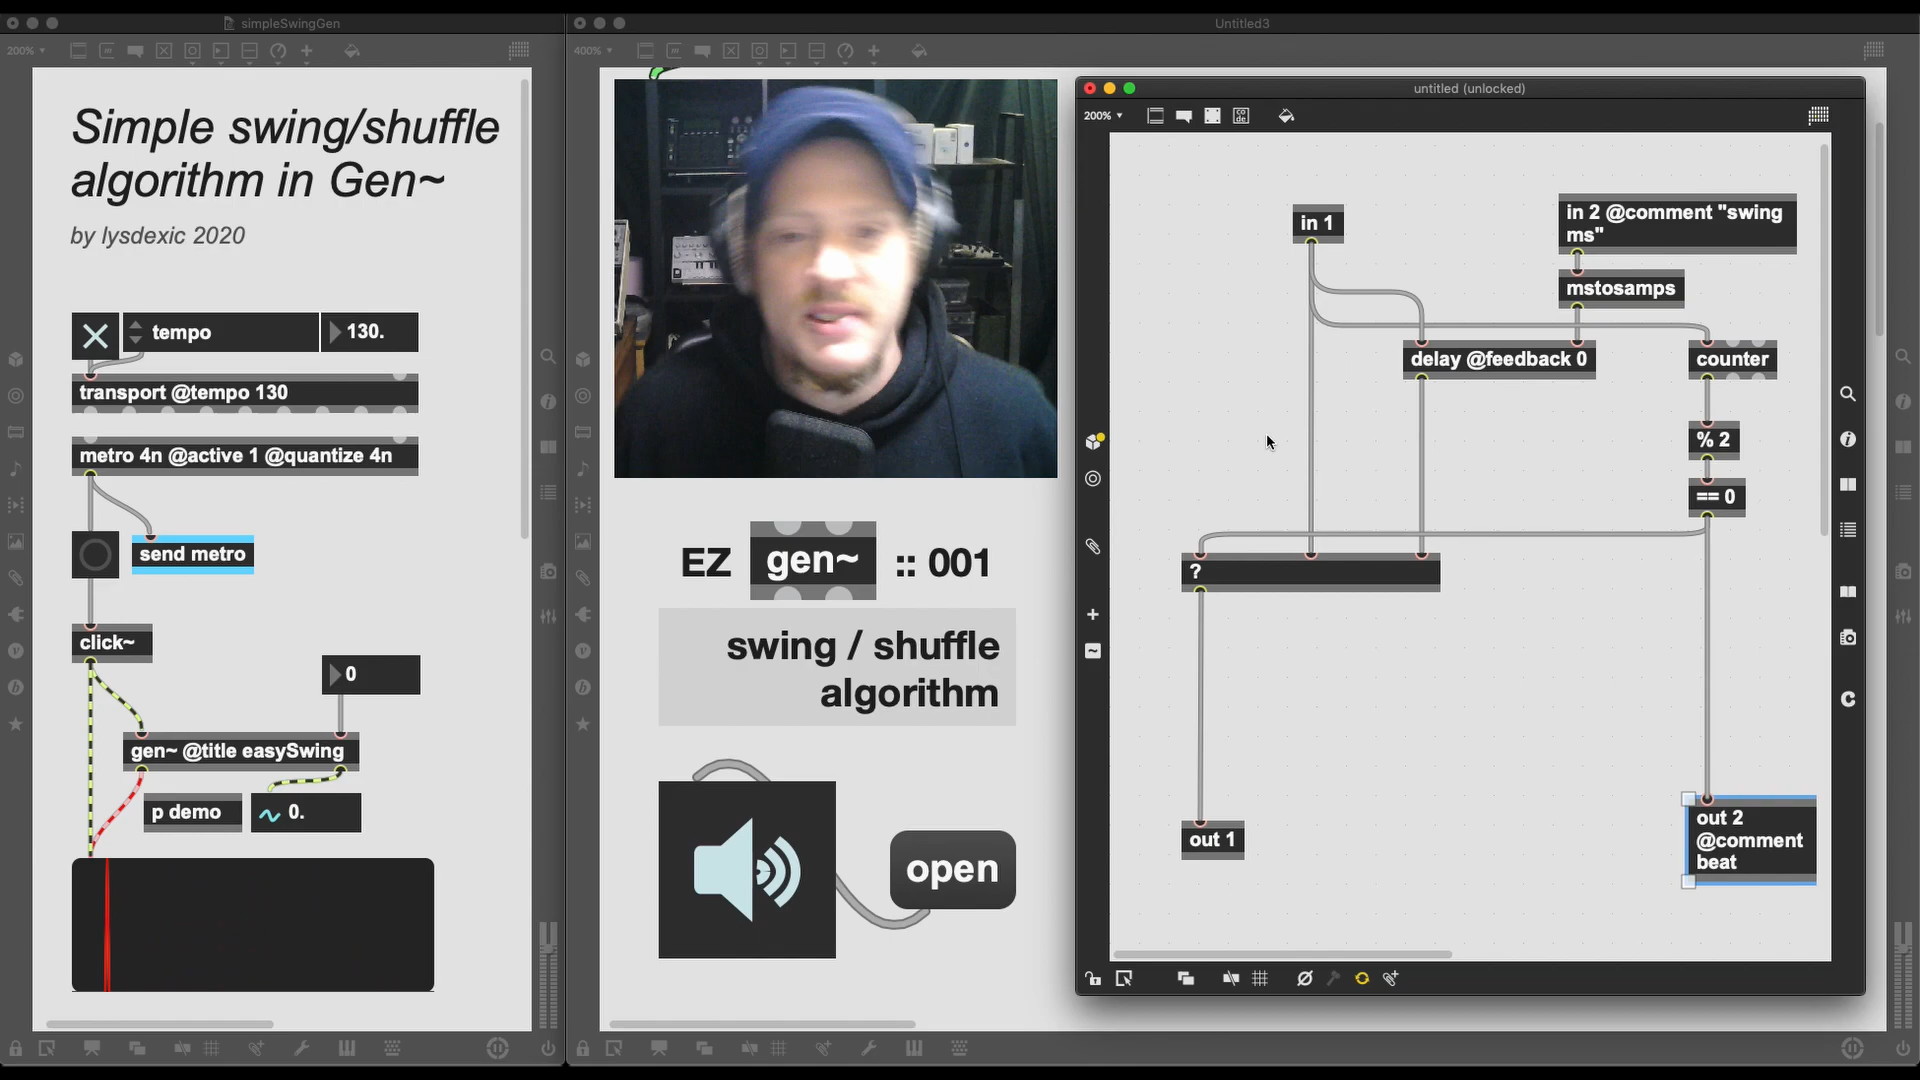 simpleSwingGen
200%
Simple swing/shuffle
algorithm in Gen~
by lysdexic 2020
tempo
130.
transport @tempo 130
metro 4n @active 1 @quantize 4n
send metro
click~
0
gen~ @title easySwing
p demo
0.
Untitled3
400%
EZ gen~ :: 001
swing / shuffle
algorithm
open
untitled (unlocked)
200%
in 1
in 2 @comment "swing
ms"
mstosamps
delay @feedback 0
counter
% 2
== 0
?
out 1
out 2
@comment
beat